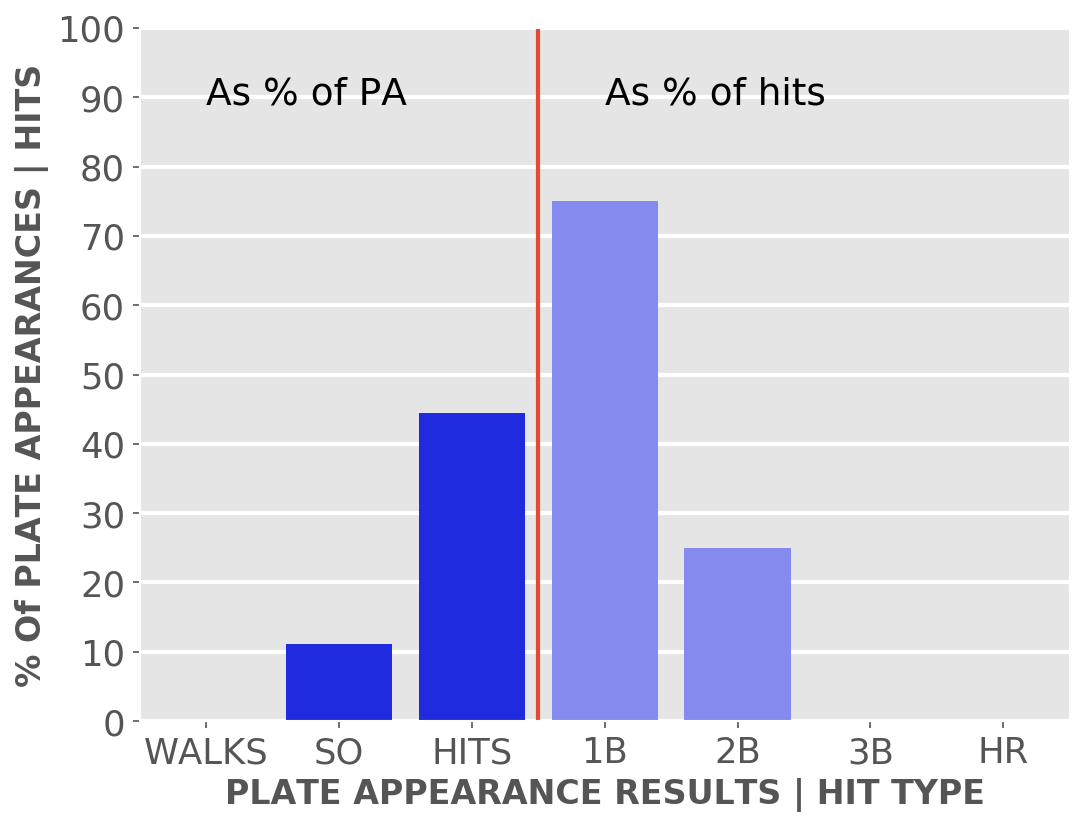 % Of PLATE APPEARANCES | HITS
100
90
80
70
60
50
40
30
20
10
0
As % of PA
As % of hits
WALKS SO HITS 1B 2B 3B HR
PLATE APPEARANCE RESULTS | HIT TYPE